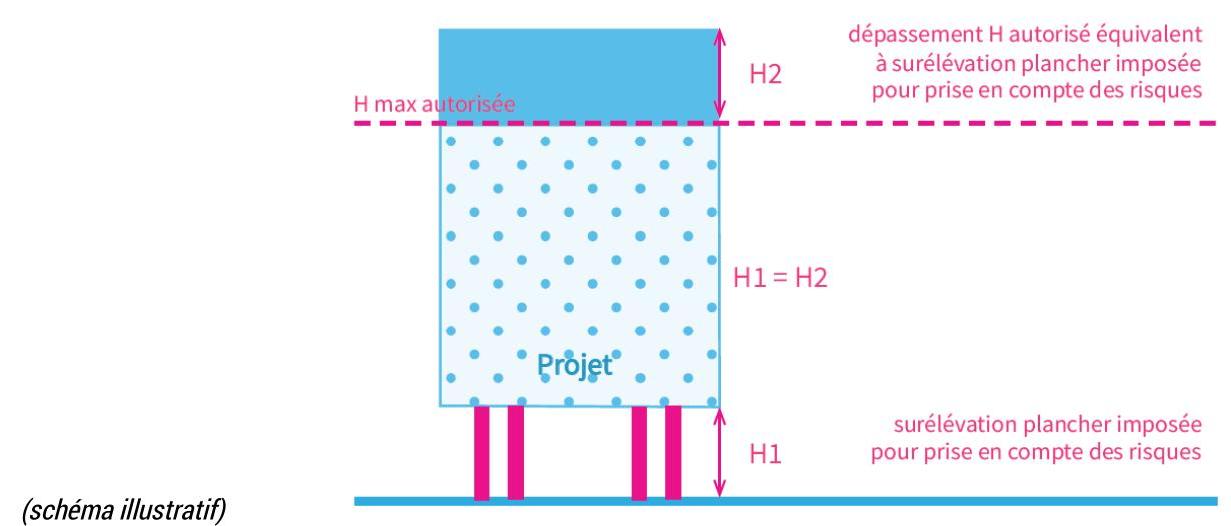 dépassement H autorisé équivalent
à surélévation plancher imposée
pour prise en compte des risques
H2
H max autorisée
H1 = H2
Projet
surélévation plancher imposée
pour prise en compte des risques
H1
(schéma illustratif)